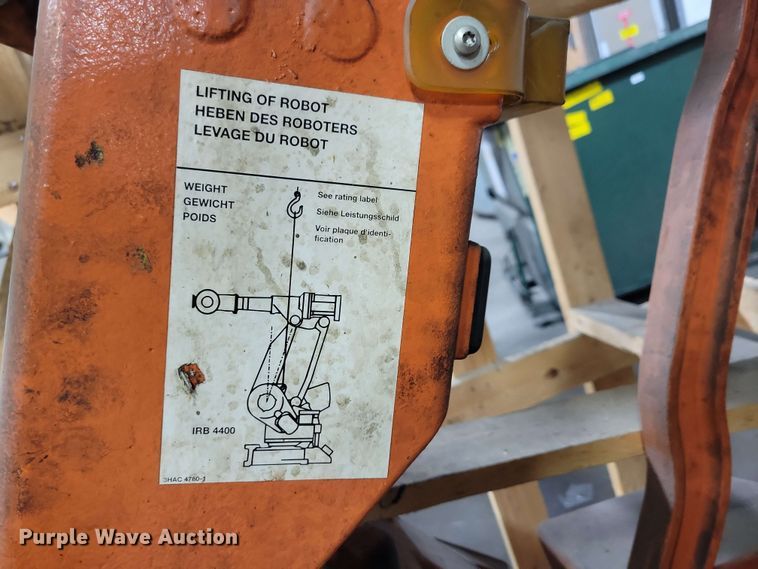 LIFTING OF ROBOT
HEBEN DES ROBOTERS
LEVAGE DU ROBOT
WEIGHT
GEWICHT
POIDS
See rating label
Siehe Leistungsschild
Voir plaque d'identi-
fication
IRB 4400
3HAC 4780-1
Purple Wave Auction